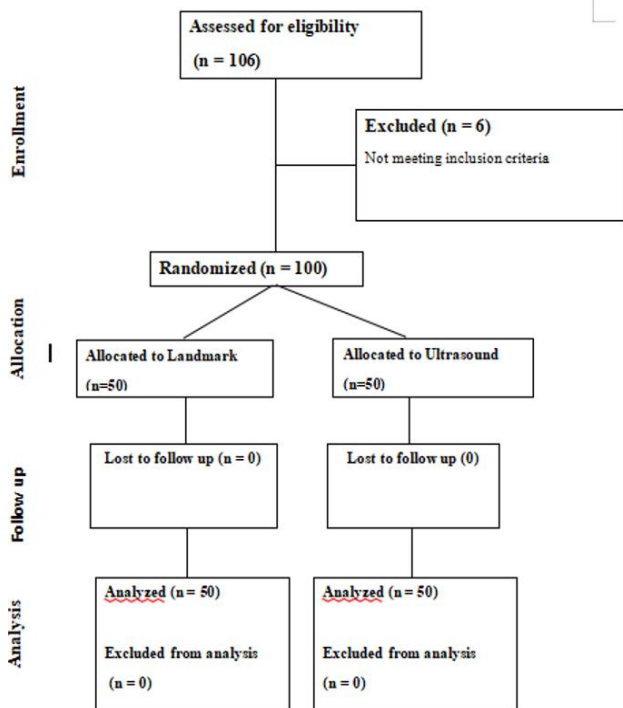 Assessed for eligibility
(n = 106)
Enrollment
Excluded (n = 6)
Not meeting inclusion criteria
Randomized (n = 100)
Allocation
Allocated to Landmark
(n=50)
Allocated to Ultrasound
(n=50)
Follow up
Lost to follow up (n = 0)
Lost to follow up (0)
Analysis
Analyzed (n = 50)
Excluded from analysis
(n = 0)
Analyzed (n = 50)
Excluded from analysis
(n = 0)